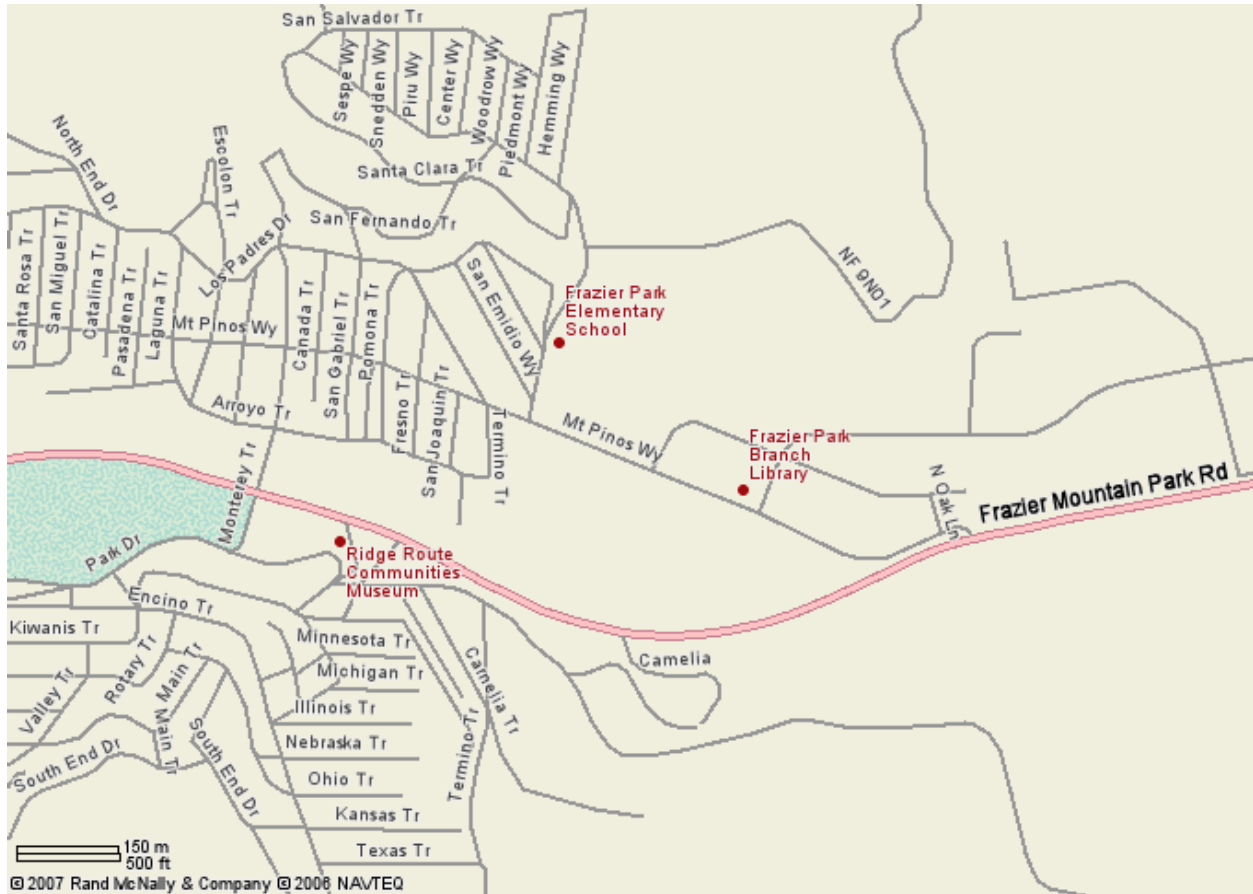 San Salvador Tr
Sespe Wy
Snedden Wy
Piru Wy
Center Wy
Woodrow Wy
Piedmont Wy
Hemming Wy
North End Dr
Escolon Tr
Santa Clara Tr
San Fernando Tr
Los Padres Dr
Santa Rosa Tr
San Miguel Tr
Catalina Tr
Pasadena Tr
Laguna Tr
Mt Pinos Wy
Canada Tr
San Gabriel Tr
Pomona Tr
San Emidio Wy
NF 9N01
Frazier Park
Elementary
School
Arroyo Tr
Fresno Tr
San Joaquin Tr
Termino Tr
Mt Pinos Wy
Frazier Park
Branch
Library
Monterey Tr
N Oak Ln
Frazier Mountain Park Rd
Park Dr
Ridge Route
Communities
Museum
Encino Tr
Kiwanis Tr
Minnesota Tr
Michigan Tr
Camelia
Camelia Tr
Valley Tr
Rotary Tr
Main Tr
Main Tr
Illinois Tr
Nebraska Tr
Termino Tr
South End Dr
South End Dr
Ohio Tr
Kansas Tr
Texas Tr
150 m
500 ft
© 2007 Rand McNally & Company © 2006 NAVTEQ